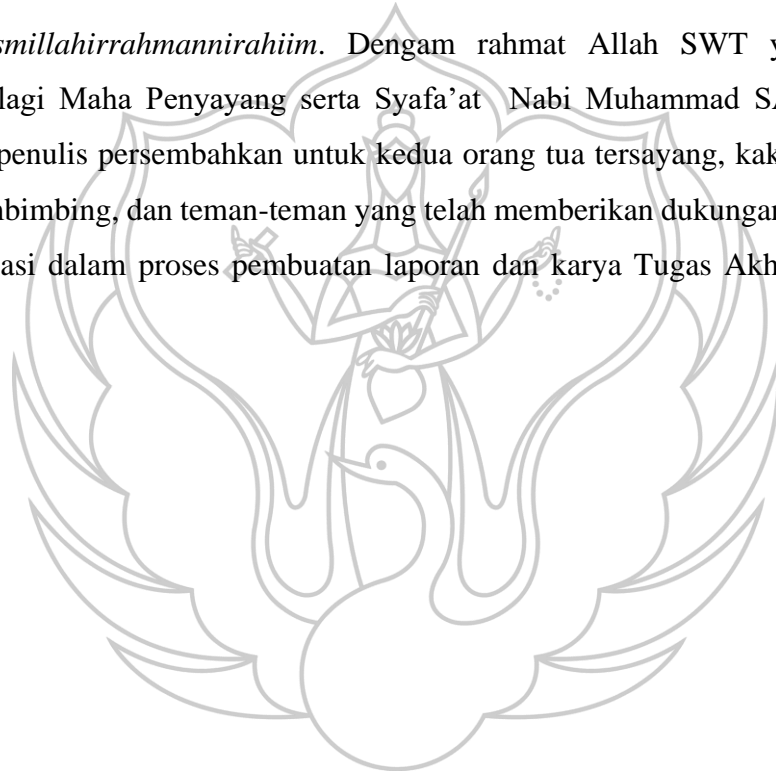 smillahirrahmannirahiim. Dengam rahmat Allah SWT y
lagi Maha Penyayang serta Syafa’at Nabi Muhammad SA
penulis persembahkan untuk kedua orang tua tersayang, kak
nbimbing, dan teman-teman yang telah memberikan dukungan
asi dalam proses pembuatan laporan dan karya Tugas Akh